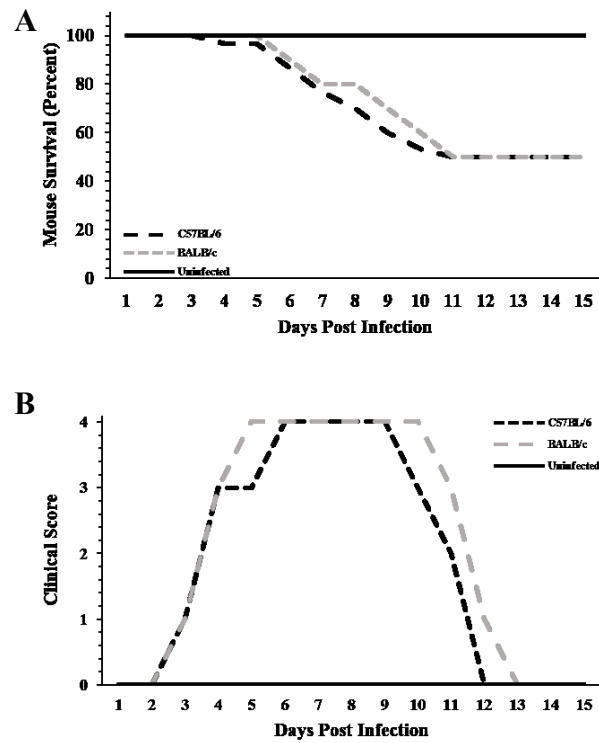 A
Mouse Survival (Percent)
100
80
60
40
20
0
C57BL/6
BALB/c
Uninfected
1 2 3 4 5 6 7 8 9 10 11 12 13 14 15
Days Post Infection
B
Clinical Score
4
3
2
1
0
C57BL/6
BALB/c
Uninfected
1 2 3 4 5 6 7 8 9 10 11 12 13 14 15
Days Post Infection